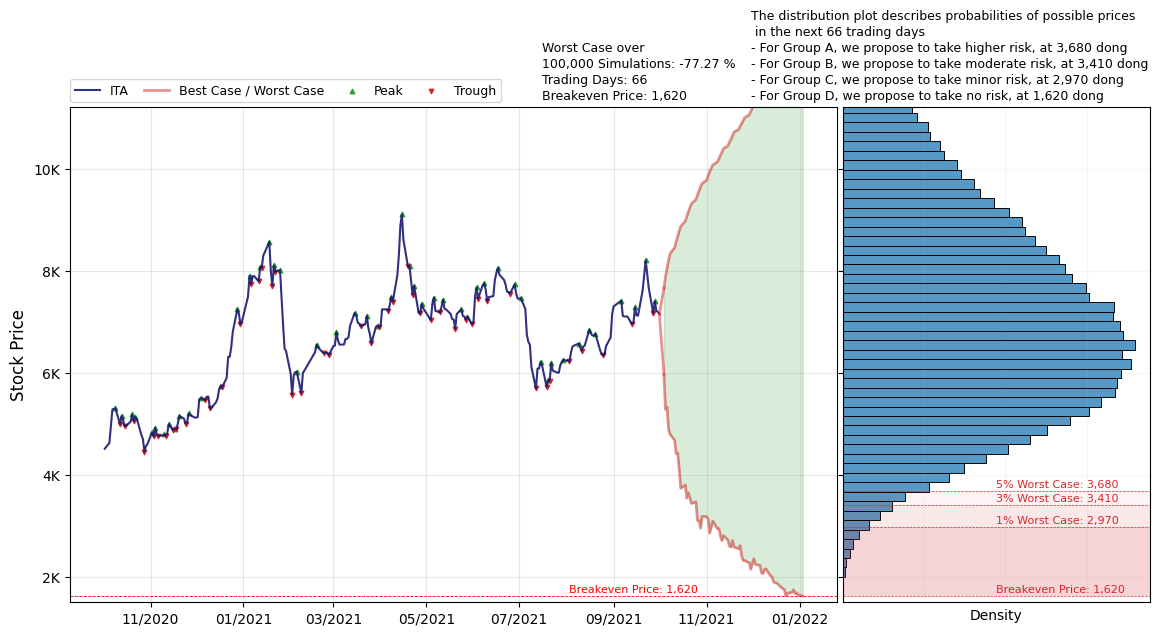 The distribution plot describes probabilities of possible prices
in the next 66 trading days
- For Group A, we propose to take higher risk, at 3,680 dong
- For Group B, we propose to take moderate risk, at 3,410 dong
- For Group C, we propose to take minor risk, at 2,970 dong
- For Group D, we propose to take no risk, at 1,620 dong
Worst Case over
100,000 Simulations: -77.27 %
Trading Days: 66
Breakeven Price: 1,620
ITA
Best Case / Worst Case
Peak
Trough
Stock Price
10K
8K
6K
4K
2K
Breakeven Price: 1,620
11/2020
01/2021
03/2021
05/2021
07/2021
09/2021
11/2021
01/2022
5% Worst Case: 3,680
3% Worst Case: 3,410
1% Worst Case: 2,970
Breakeven Price: 1,620
Density